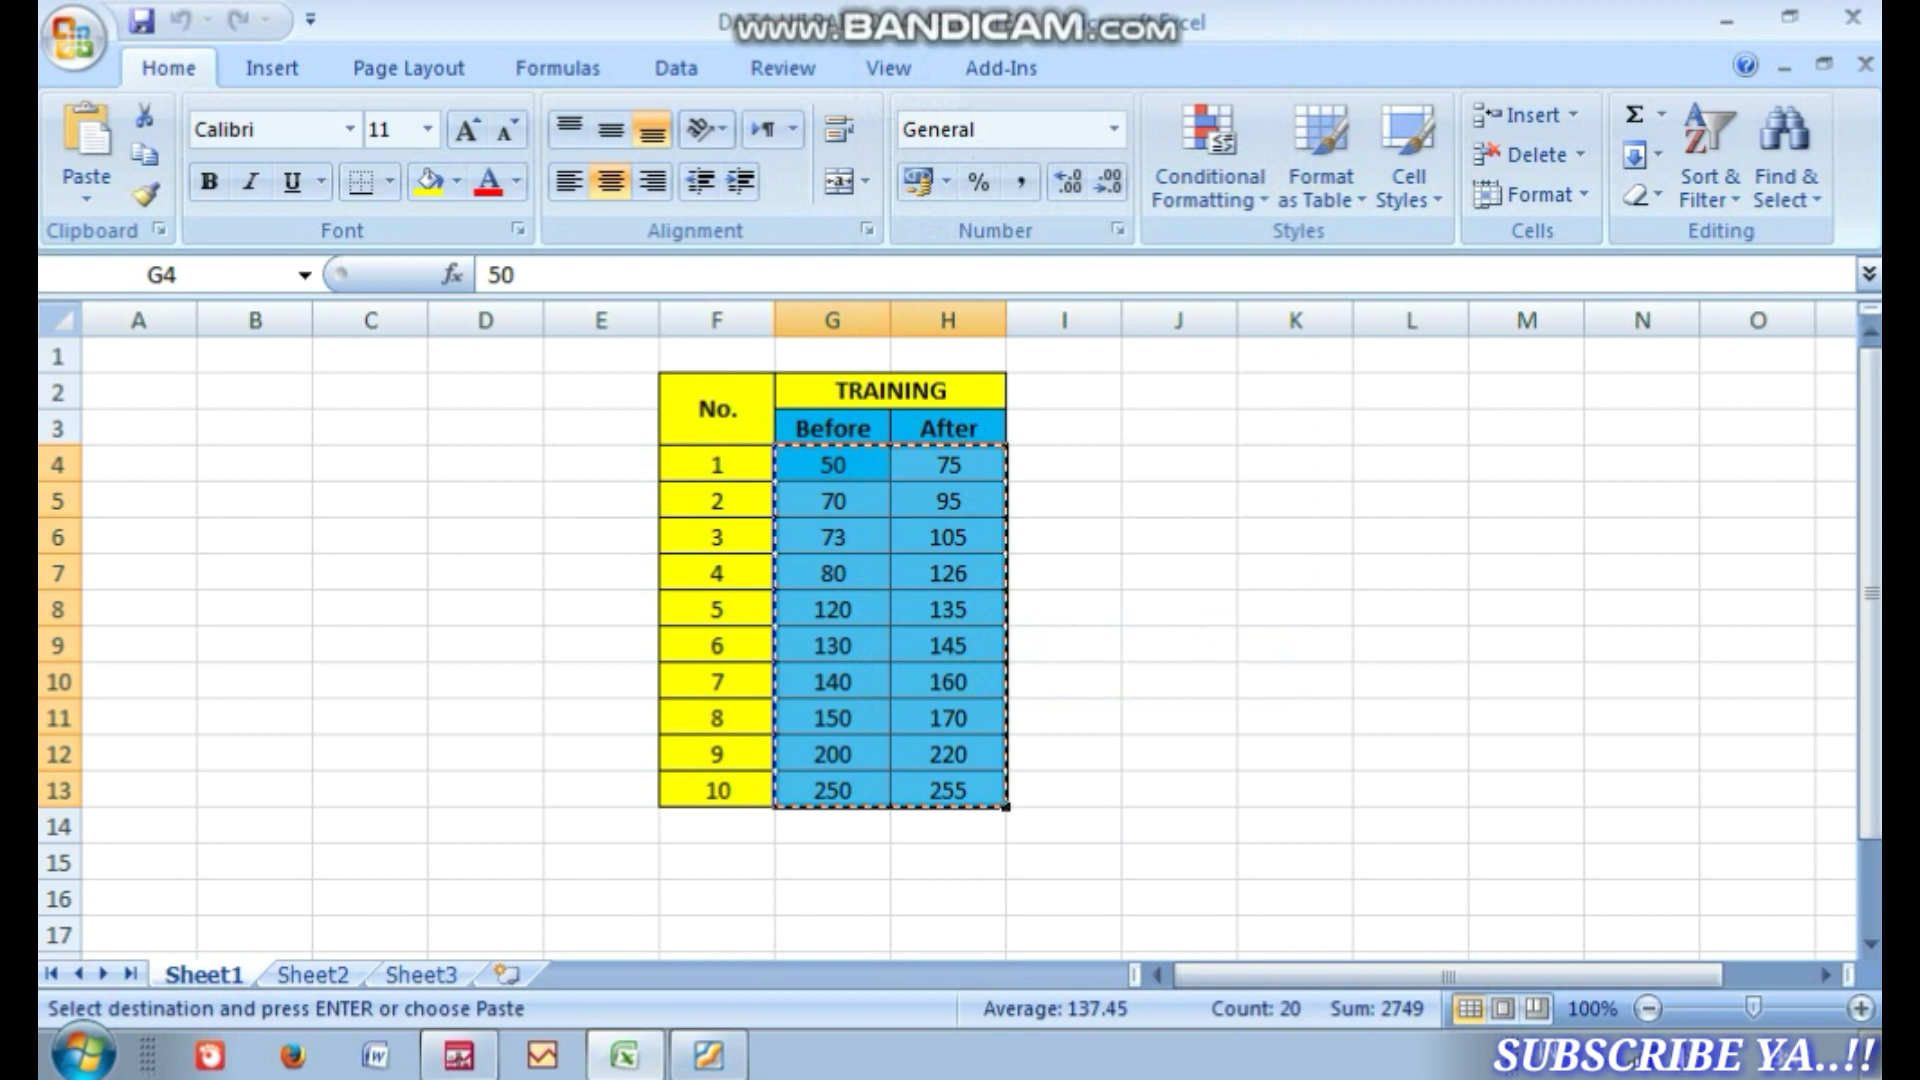 www.BANDICAM.com
Home Insert Page Layout Formulas Data Review View Add-Ins
Calibri 11 General Insert
Paste Delete
B I U % , Conditional Formatting Format as Table Cell Styles Format Sort & Filter Find & Select
Clipboard Font Alignment Number Styles Cells Editing
G4 fx 50
A B C D E F G H I J K L M N O
1
2 No. TRAINING
3 Before After
4 1 50 75
5 2 70 95
6 3 73 105
7 4 80 126
8 5 120 135
9 6 130 145
10 7 140 160
11 8 150 170
12 9 200 220
13 10 250 255
14
15
16
17
Sheet1 Sheet2 Sheet3
Select destination and press ENTER or choose Paste Average: 137.45 Count: 20 Sum: 2749 100%
SUBSCRIBE YA..!!